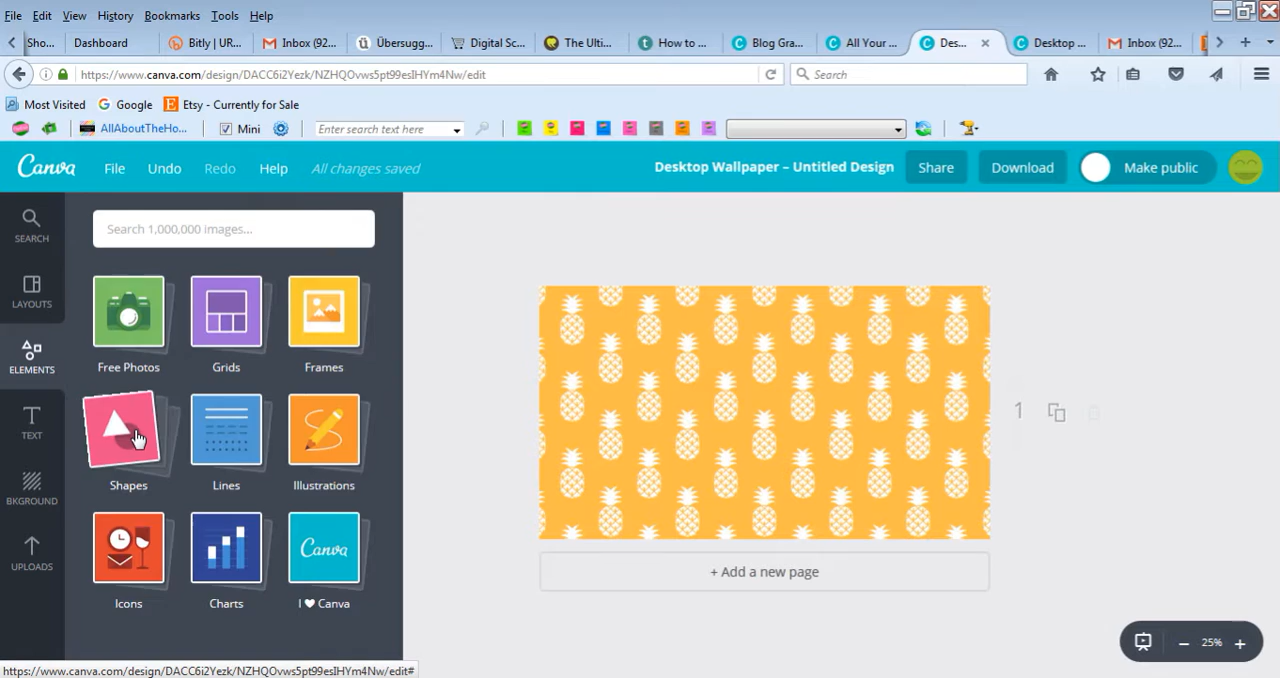 File Edit View History Bookmarks Tools Help
Sho... Dashboard Bitly | UR... Inbox (92... Übersugg... Digital Sc... The Ulti... How to ... Blog Gra... All Your ... Des... Desktop ... Inbox (92...
https://www.canva.com/design/DACC6i2Yezk/NZHQOvws5pt99esIHYm4Nw/edit Search
Most Visited Google Etsy - Currently for Sale
AllAboutTheHo... Mini Enter search text here
Canva File Undo Redo Help All changes saved Desktop Wallpaper – Untitled Design Share Download Make public
SEARCH
LAYOUTS
ELEMENTS
TEXT
BKGROUND
UPLOADS
Search 1,000,000 images...
Free Photos Grids Frames
Shapes Lines Illustrations
Canva
Icons Charts I ♥ Canva
1
+ Add a new page
25%
https://www.canva.com/design/DACC6i2Yezk/NZHQOvws5pt99esIHYm4Nw/edit#